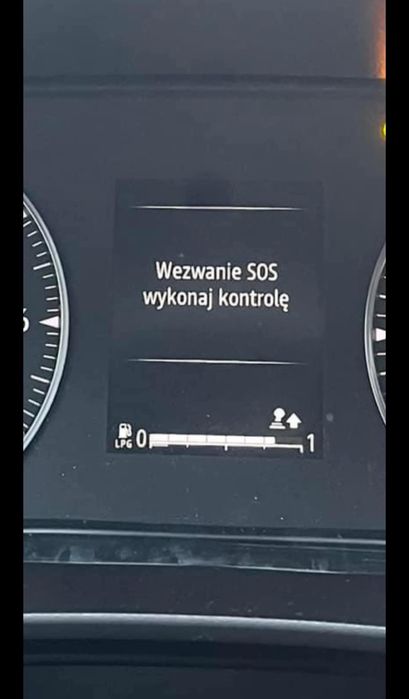 Wezwanie SOS
wykonaj kontrolę
LPG 0 1